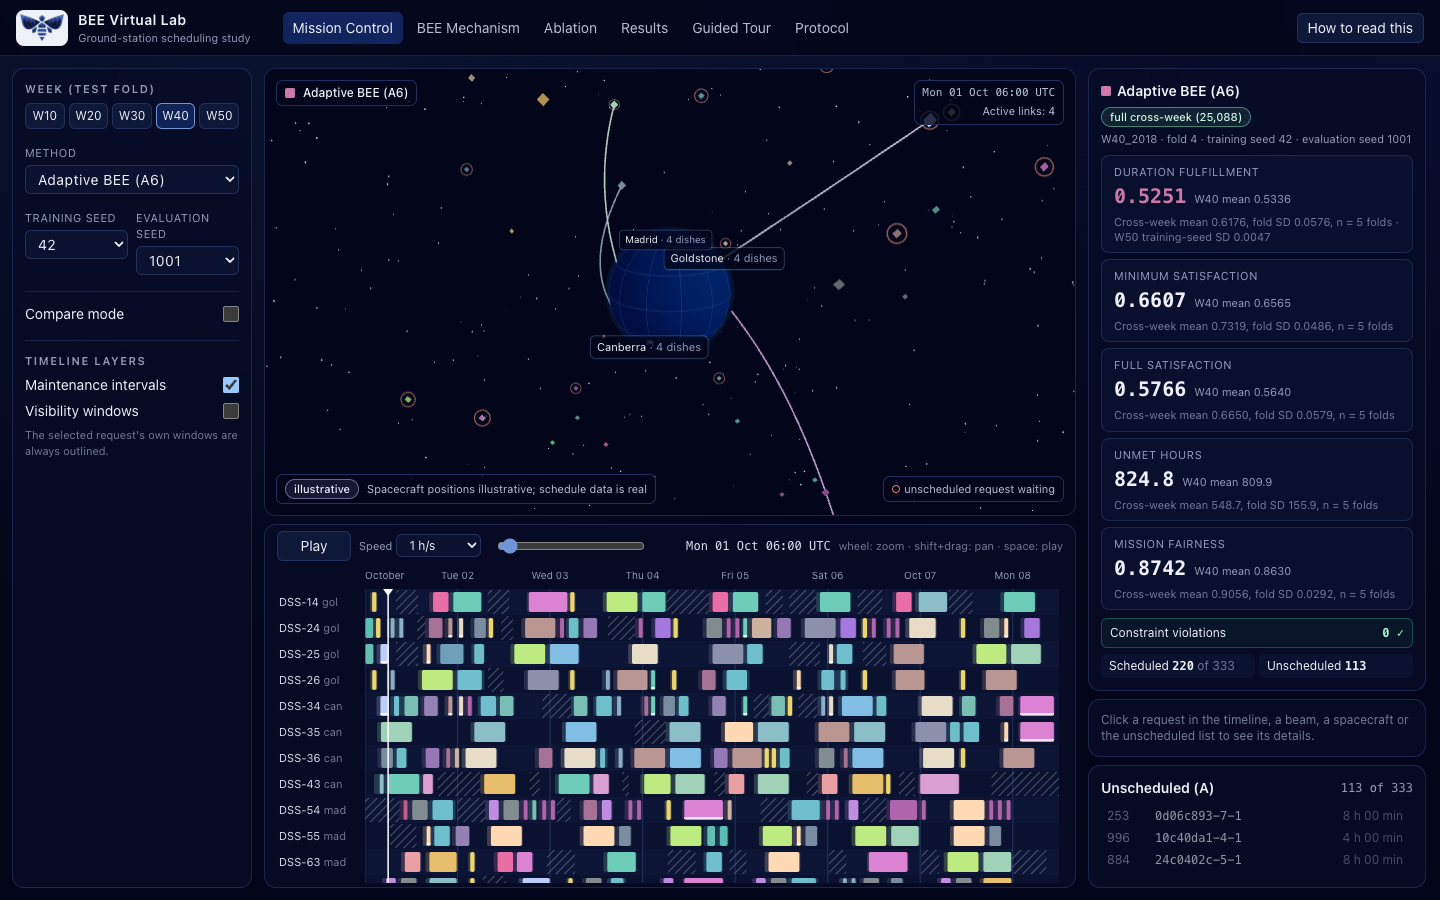 BEE Virtual Lab
Ground-station scheduling study
Mission Control
BEE Mechanism
Ablation
Results
Guided Tour
Protocol
How to read this
WEEK (TEST FOLD)
W10 W20 W30 W40 W50
METHOD
Adaptive BEE (A6)
TRAINING SEED
42
EVALUATION
SEED
1001
Compare mode
TIMELINE LAYERS
Maintenance intervals
Visibility windows
The selected request's own windows are
always outlined.
Adaptive BEE (A6)
Mon 01 Oct 06:00 UTC
Active links: 4
Madrid · 4 dishes
Goldstone · 4 dishes
Canberra · 4 dishes
illustrative Spacecraft positions illustrative; schedule data is real
unscheduled request waiting
Play
Speed 1 h/s
Mon 01 Oct 06:00 UTC wheel: zoom · shift+drag: pan · space: play
October Tue 02 Wed 03 Thu 04 Fri 05 Sat 06 Oct 07 Mon 08
DSS-14 gol
DSS-24 gol
DSS-25 gol
DSS-26 gol
DSS-34 can
DSS-35 can
DSS-36 can
DSS-43 can
DSS-54 mad
DSS-55 mad
DSS-63 mad
Adaptive BEE (A6)
full cross-week (25,088)
W40_2018 · fold 4 · training seed 42 · evaluation seed 1001
DURATION FULFILLMENT
0.5251 W40 mean 0.5336
Cross-week mean 0.6176, fold SD 0.0576, n = 5 folds ·
W50 training-seed SD 0.0047
MINIMUM SATISFACTION
0.6607 W40 mean 0.6565
Cross-week mean 0.7319, fold SD 0.0486, n = 5 folds
FULL SATISFACTION
0.5766 W40 mean 0.5640
Cross-week mean 0.6650, fold SD 0.0579, n = 5 folds
UNMET HOURS
824.8 W40 mean 809.9
Cross-week mean 548.7, fold SD 155.9, n = 5 folds
MISSION FAIRNESS
0.8742 W40 mean 0.8630
Cross-week mean 0.9056, fold SD 0.0292, n = 5 folds
Constraint violations 0 ✓
Scheduled 220 of 333
Unscheduled 113
Click a request in the timeline, a beam, a spacecraft or
the unscheduled list to see its details.
Unscheduled (A) 113 of 333
253 0d06c893-7-1 8 h 00 min
996 10c40da1-4-1 4 h 00 min
884 24c0402c-5-1 8 h 00 min